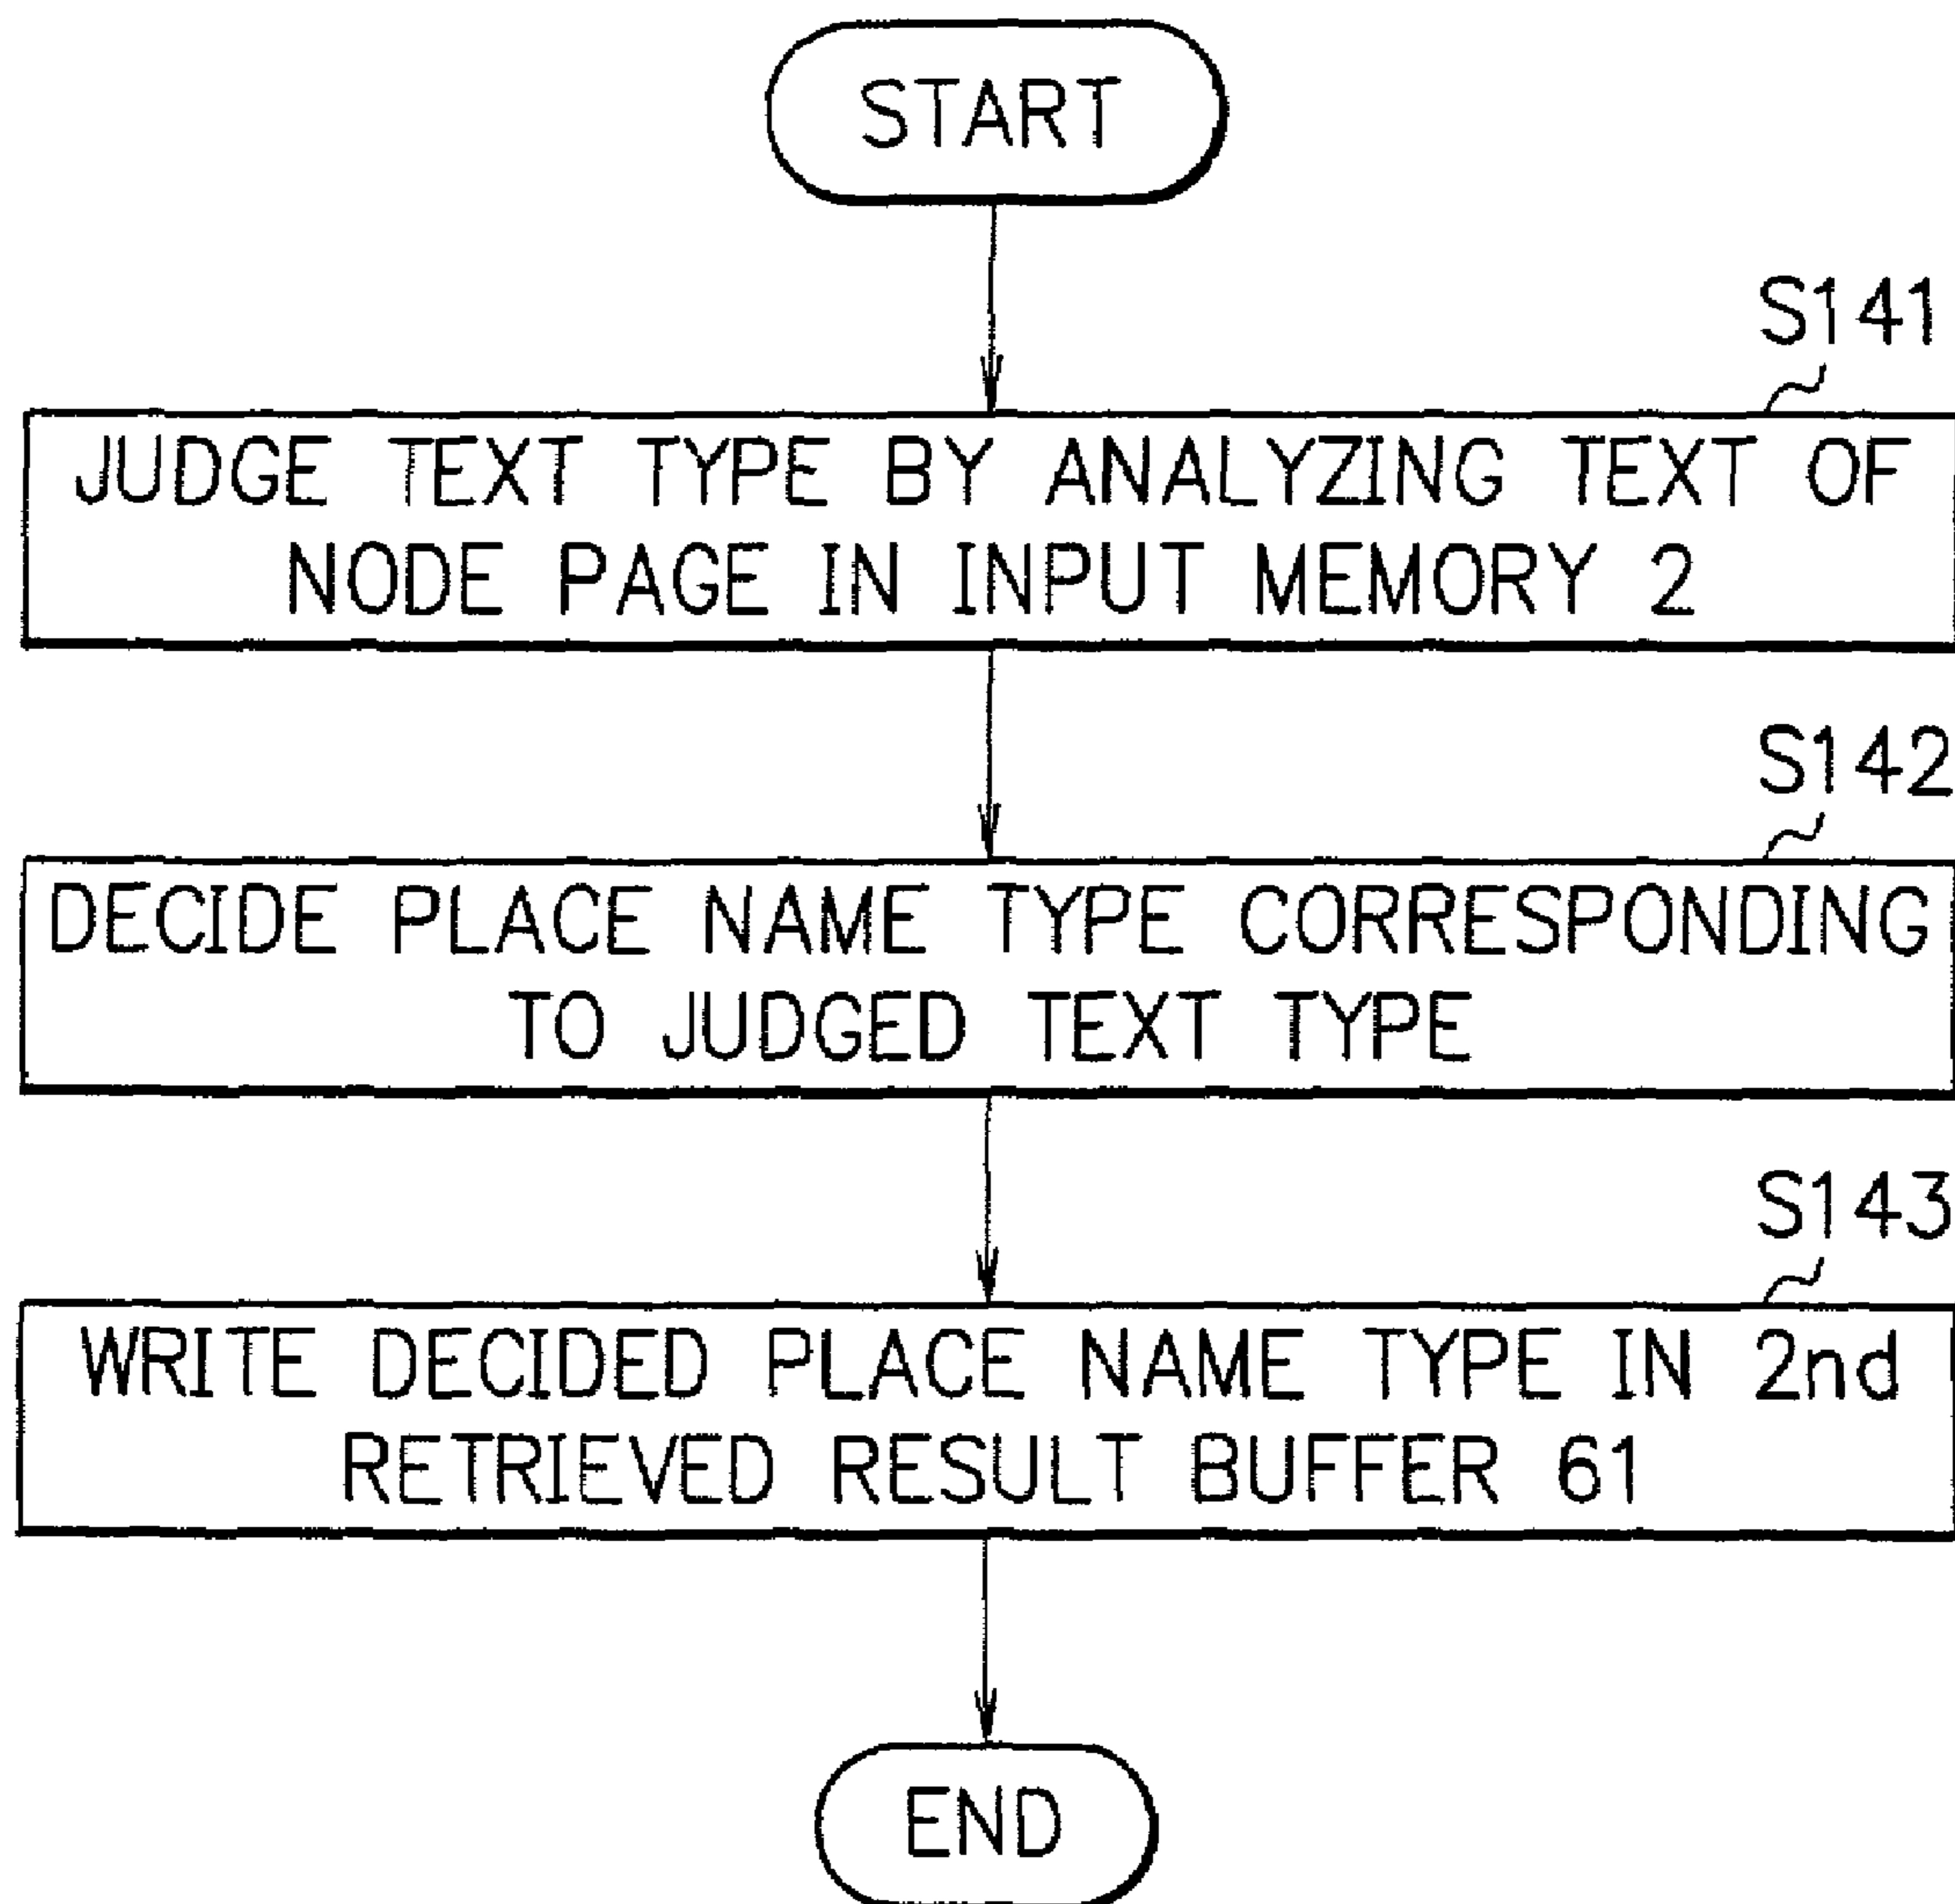 START
S141
JUDGE TEXT TYPE BY ANALYZING TEXT OF
NODE PAGE IN INPUT MEMORY 2
S142
DECIDE PLACE NAME TYPE CORRESPONDING
TO JUDGED TEXT TYPE
S143
WRITE DECIDED PLACE NAME TYPE IN 2nd
RETRIEVED RESULT BUFFER 61
END